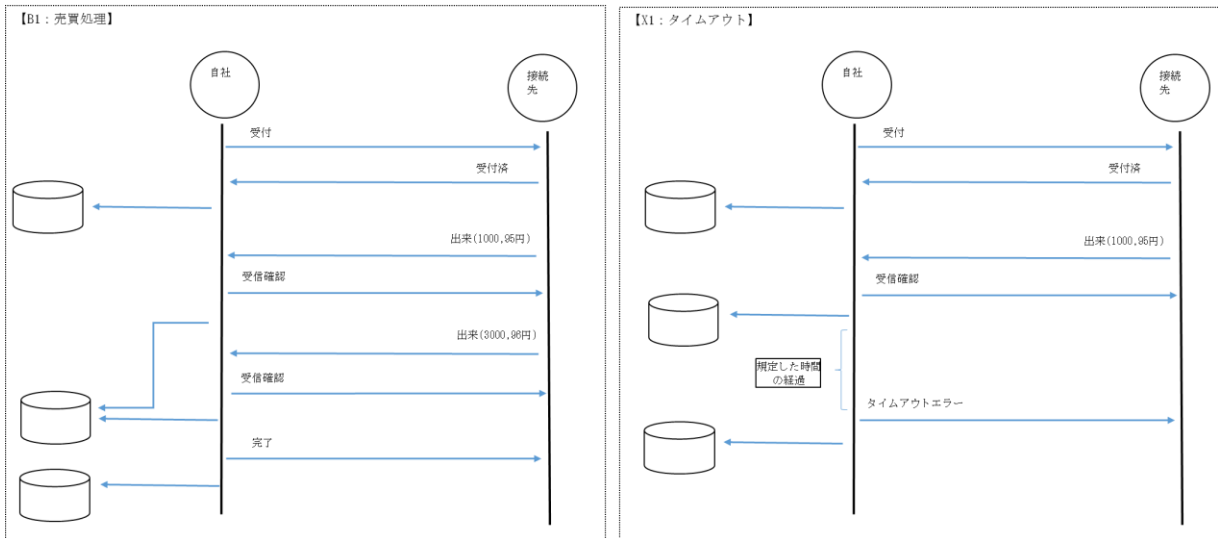 【B1：売買処理】
自社
接続
先
受付
受付済
出来(1000,95円)
受信確認
出来(3000,96円)
受信確認
完了
【X1：タイムアウト】
自社
接続
先
受付
受付済
出来(1000,95円)
受信確認
規定した時間
の経過
タイムアウトエラー